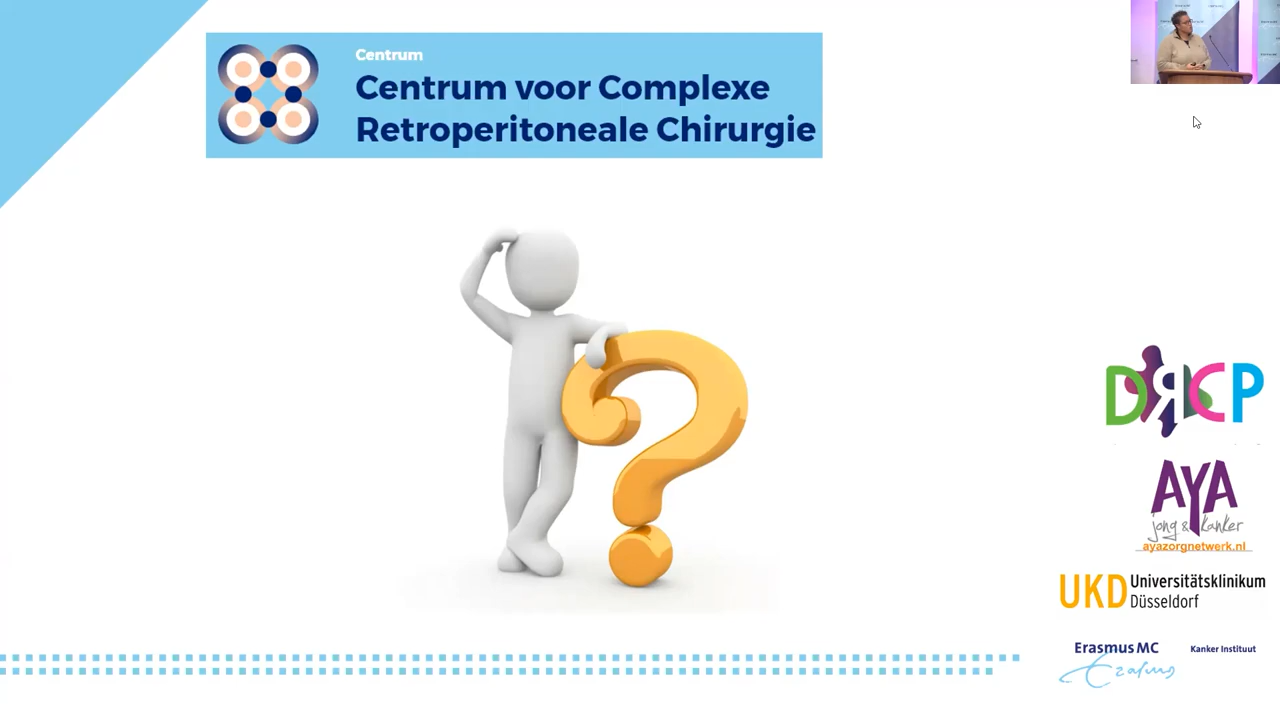 Centrum
Centrum voor Complexe
Retroperitoneale Chirurgie
?
DRCP
AYA
jong & kanker
ayazorgnetwerk.nl
UKD Universitätsklinikum
Düsseldorf
Erasmus MC Kanker Instituut
Erasmus